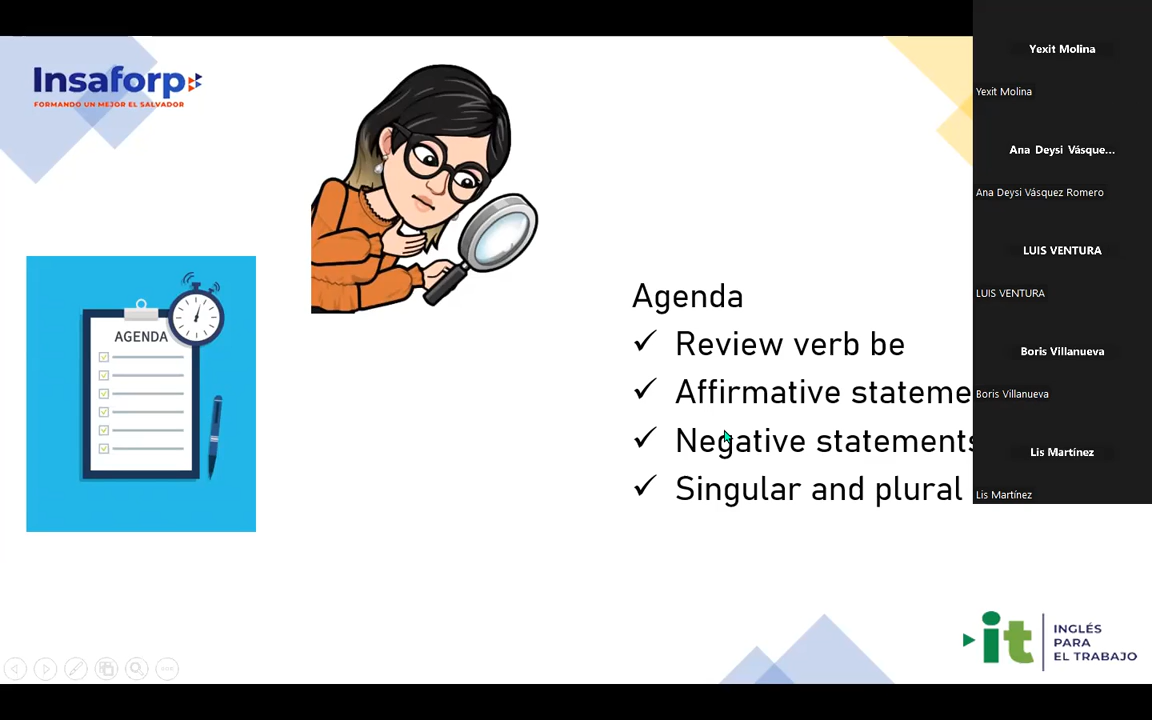 Insaforp
FORMANDO UN MEJOR EL SALVADOR
AGENDA
Agenda
✓ Review verb be
✓ Affirmative stateme
✓ Negative statements
✓ Singular and plural
Yexit Molina
Yexit Molina
Ana Deysi Vásque...
Ana Deysi Vásquez Romero
LUIS VENTURA
LUIS VENTURA
Boris Villanueva
Boris Villanueva
Lis Martínez
Lis Martínez
it
INGLÉS
PARA
EL TRABAJO